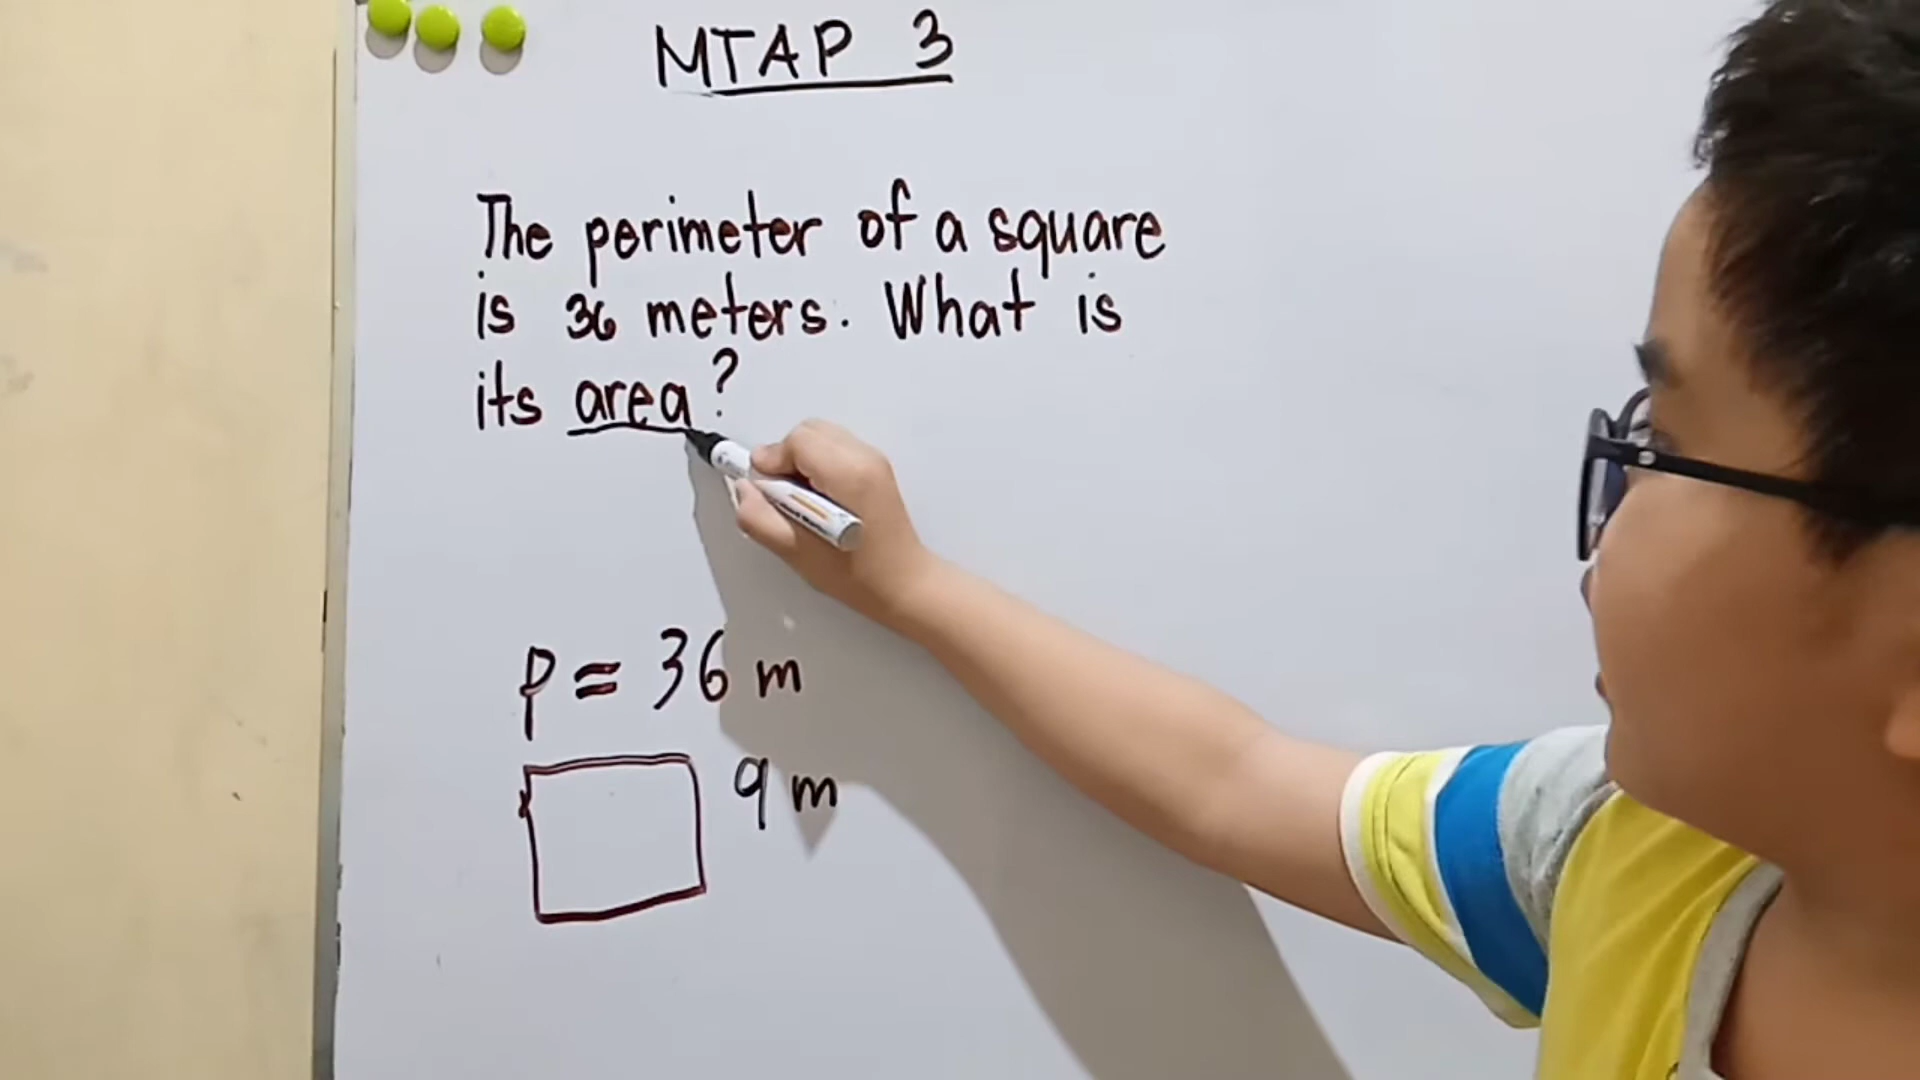 MTAP 3
The perimeter of a square
is 36 meters. What is
its area?
p = 36 m
9 m